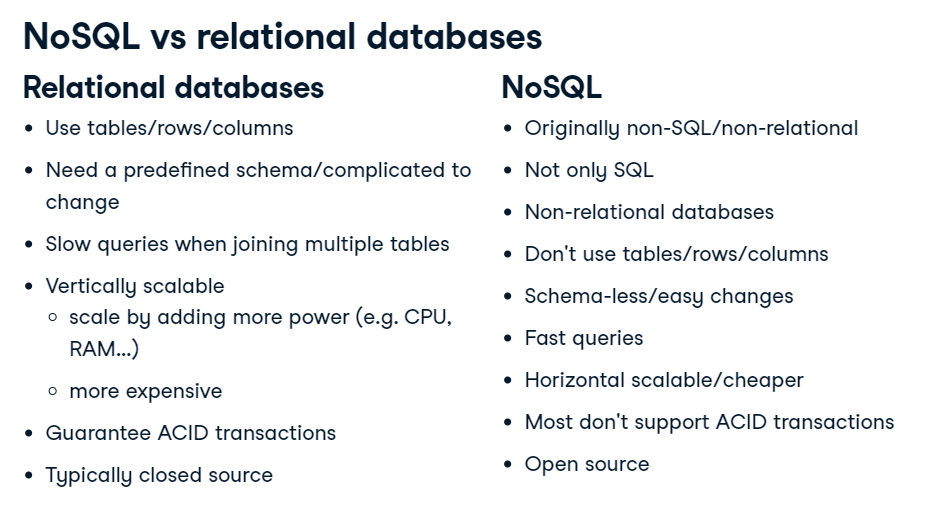 NoSQL vs relational databases
Relational databases
• Use tables/rows/columns
• Need a predefined schema/complicated to
change
• Slow queries when joining multiple tables
• Vertically scalable
○ scale by adding more power (e.g. CPU,
RAM...)
○ more expensive
• Guarantee ACID transactions
• Typically closed source
NoSQL
• Originally non-SQL/non-relational
• Not only SQL
• Non-relational databases
• Don't use tables/rows/columns
• Schema-less/easy changes
• Fast queries
• Horizontal scalable/cheaper
• Most don't support ACID transactions
• Open source